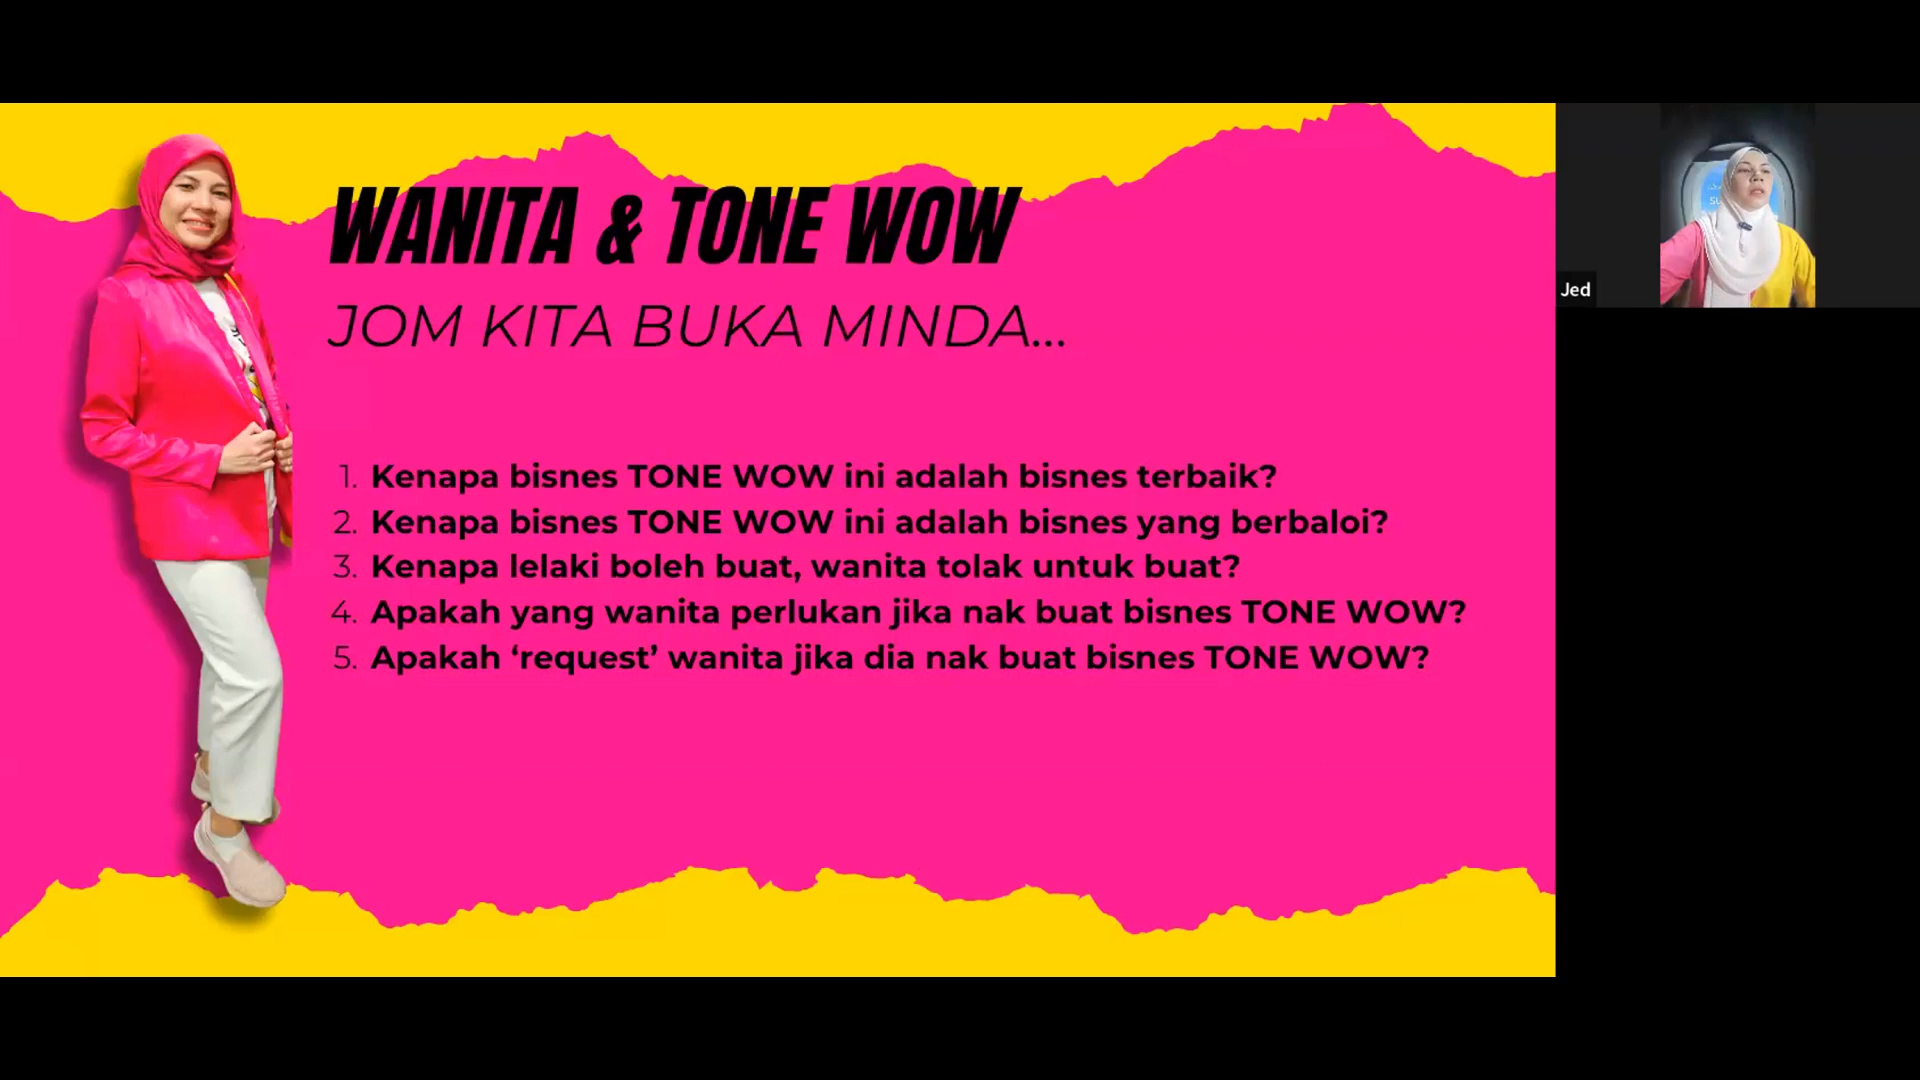 WANITA & TONE WOW
JOM KITA BUKA MINDA...
1. Kenapa bisnes TONE WOW ini adalah bisnes terbaik?
2. Kenapa bisnes TONE WOW ini adalah bisnes yang berbaloi?
3. Kenapa lelaki boleh buat, wanita tolak untuk buat?
4. Apakah yang wanita perlukan jika nak buat bisnes TONE WOW?
5. Apakah ‘request’ wanita jika dia nak buat bisnes TONE WOW?
Jed